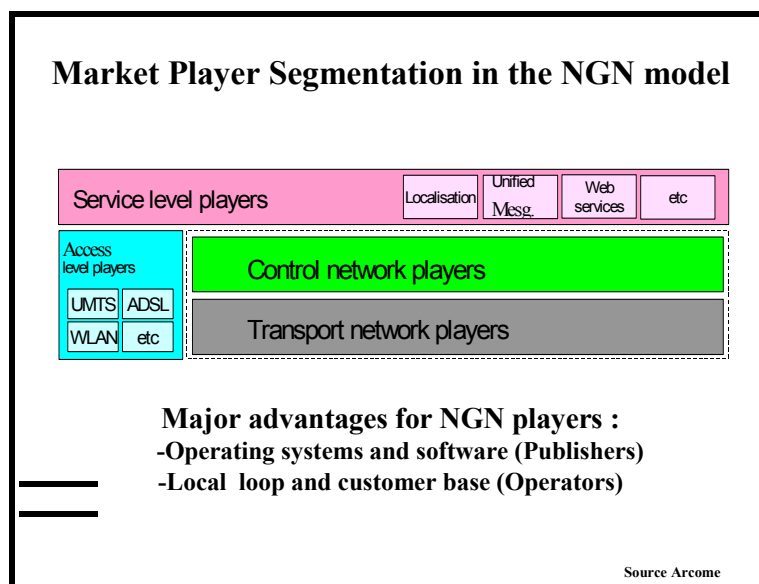 Market Player Segmentation in the NGN model
Service level players
Localisation
Unified
Mesg.
Web
services
etc
Access
level players
UMTS
ADSL
WLAN
etc
Control network players
Transport network players
Major advantages for NGN players :
-Operating systems and software (Publishers)
-Local loop and customer base (Operators)
Source Arcome